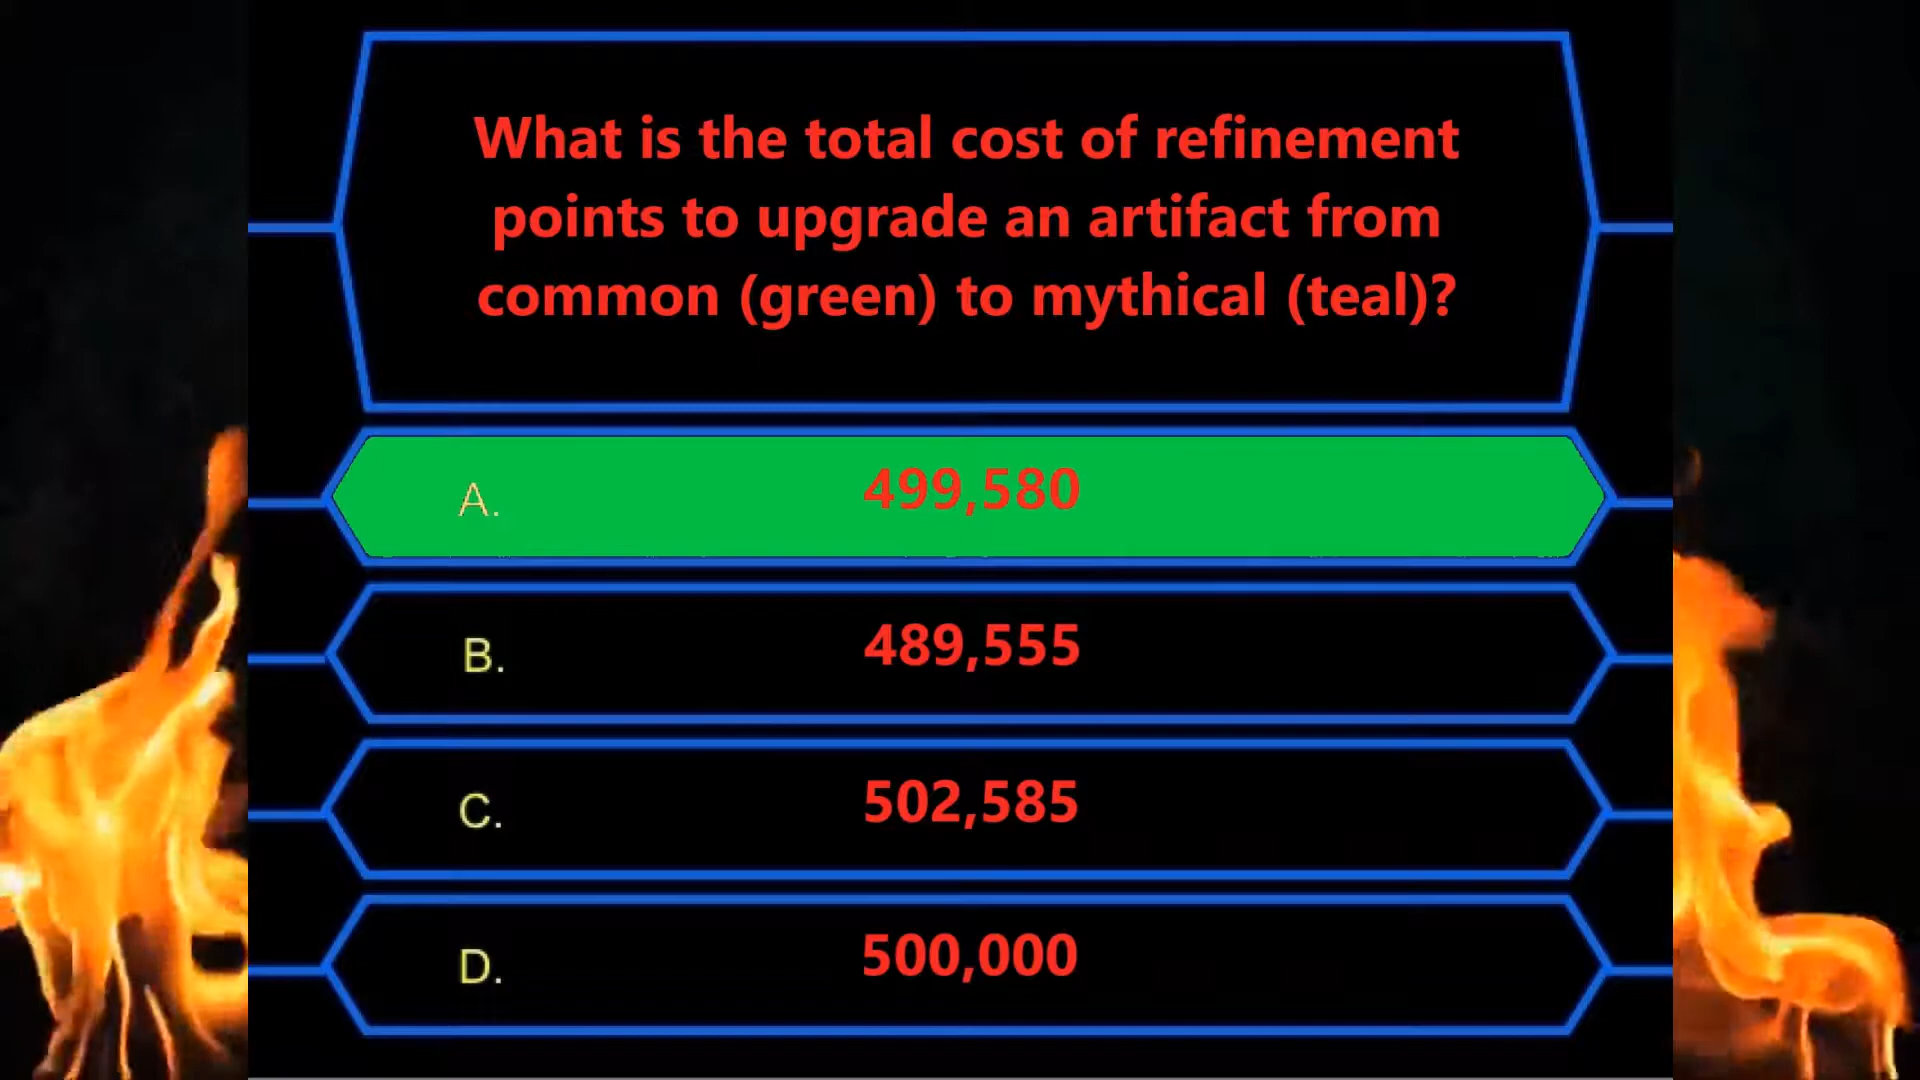 What is the total cost of refinement
points to upgrade an artifact from
common (green) to mythical (teal)?
A. 499,580
B. 489,555
C. 502,585
D. 500,000